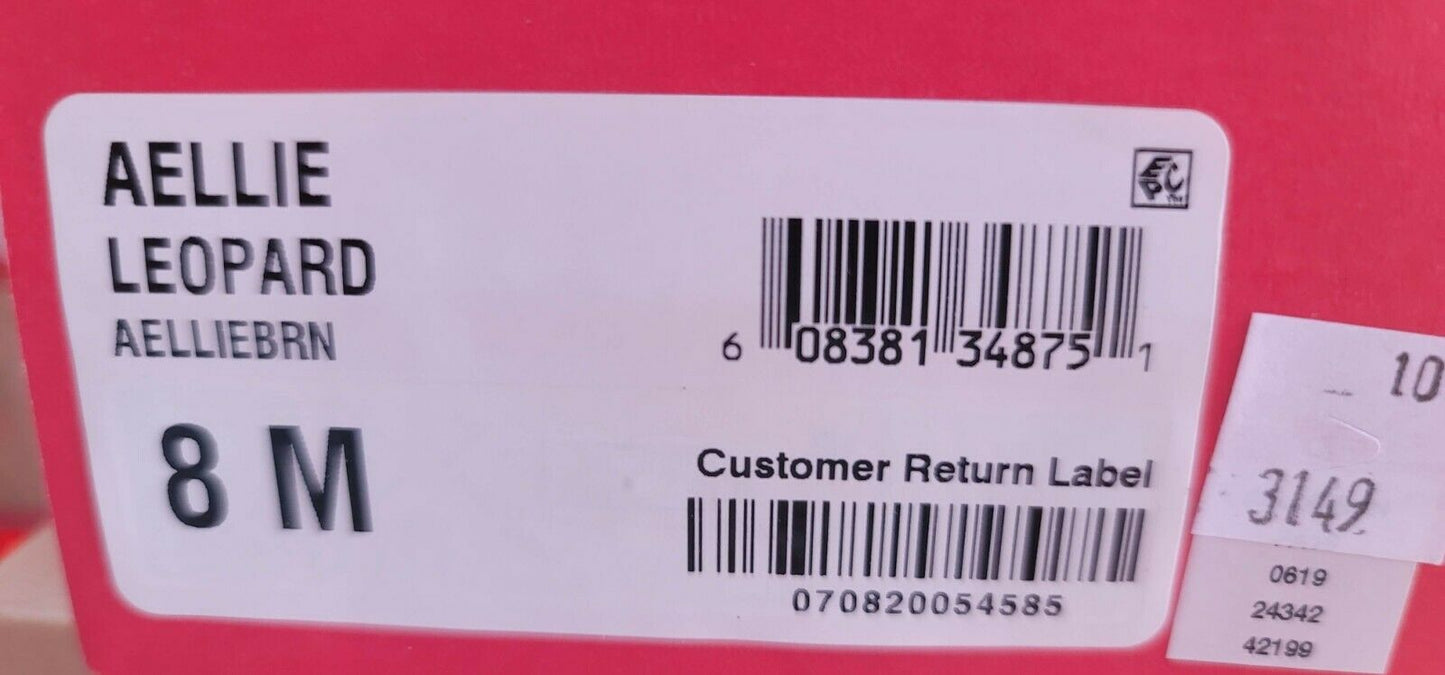 AELLIE
LEOPARD
AELLIEBRN
8 M
6 08381 34875 1
Customer Return Label
070820054585
10
3149
0619
24342
42199